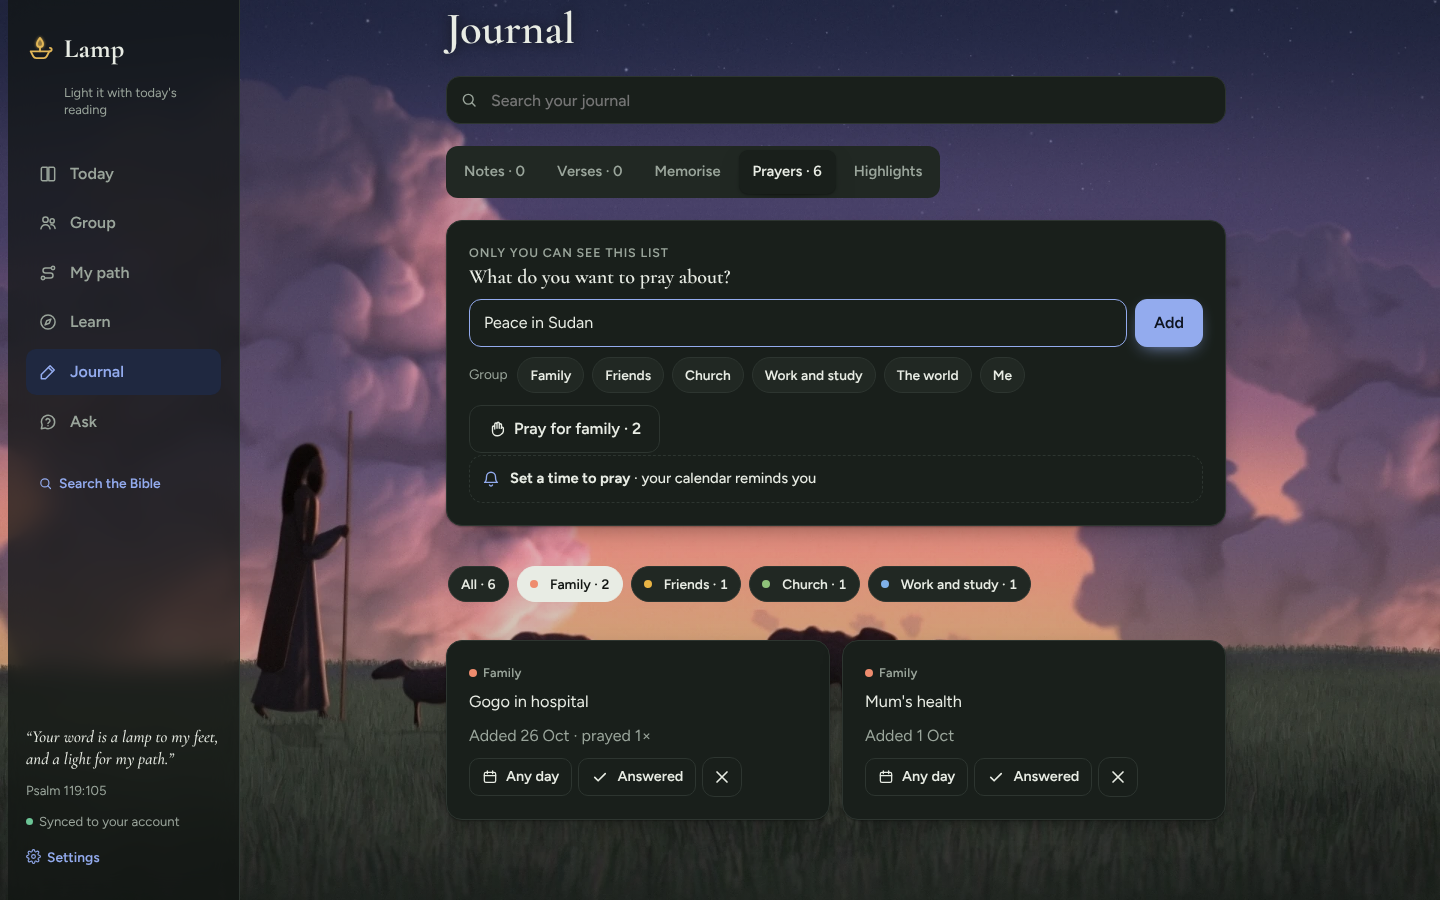 Lamp
Light it with today's
reading
Today
Group
My path
Learn
Journal
Ask
Search the Bible
“Your word is a lamp to my feet,
and a light for my path.”
Psalm 119:105
Synced to your account
Settings
Journal
Search your journal
Notes · 0 Verses · 0 Memorise Prayers · 6 Highlights
ONLY YOU CAN SEE THIS LIST
What do you want to pray about?
Peace in Sudan Add
Group Family Friends Church Work and study The world Me
Pray for family · 2
Set a time to pray · your calendar reminds you
All · 6 Family · 2 Friends · 1 Church · 1 Work and study · 1
Family
Gogo in hospital
Added 26 Oct · prayed 1×
Any day Answered
Family
Mum's health
Added 1 Oct
Any day Answered